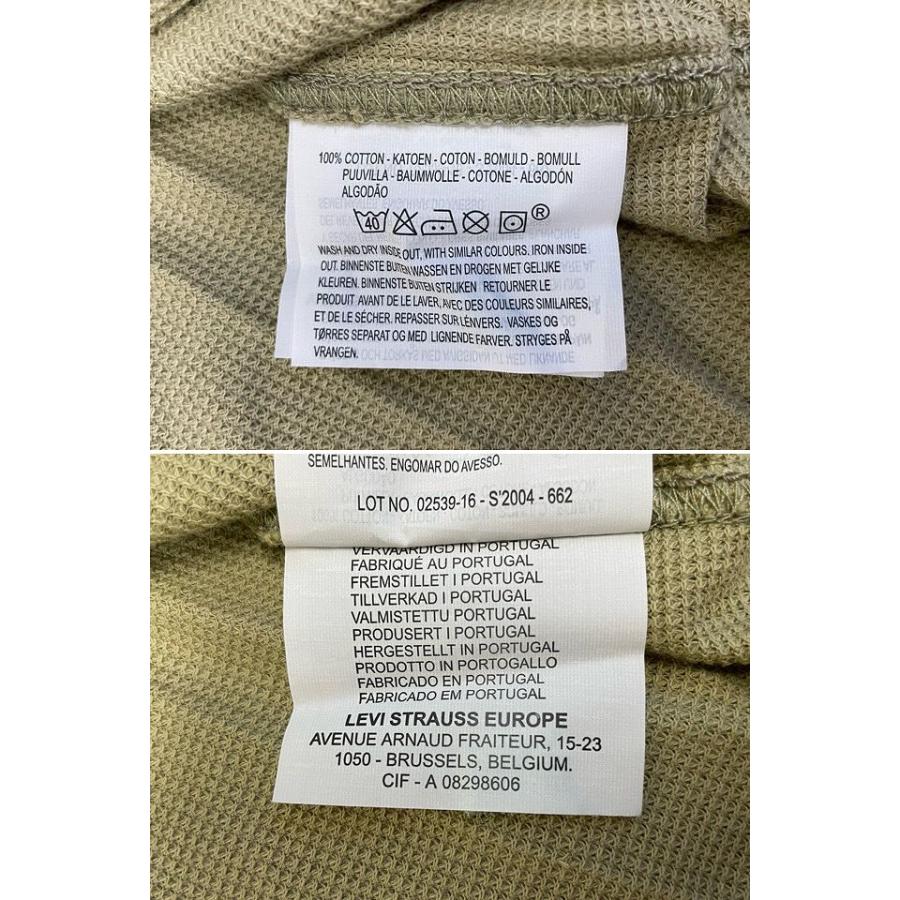 100% COTTON - KATOEN - COTON - BOMULD - BOMULL
PUUVILLA - BAUMWOLLE - COTONE - ALGODÓN
ALGODÃO
40 ®
WASH AND DRY INSIDE OUT, WITH SIMILAR COLOURS. IRON INSIDE
OUT. BINNENSTE BUITEN WASSEN EN DROGEN MET GELIJKE
KLEUREN. BINNENSTE BUITEN STRIJKEN RETOURNER LE
PRODUIT AVANT DE LE LAVER, AVEC DES COULEURS SIMILAIRES,
ET DE LE SÉCHER. REPASSER SUR LÉNVERS. VASKES OG
TØRRES SEPARAT OG MED LIGNENDE FARVER. STRYGES PÅ
VRANGEN.
SEMELHANTES. ENGOMAR DO AVESSO.
LOT NO. 02539-16 - S'2004 - 662
VERVAARDIGD IN PORTUGAL
FABRIQUÉ AU PORTUGAL
FREMSTILLET I PORTUGAL
TILLVERKAD I PORTUGAL
VALMISTETTU PORTUGAL
PRODUSERT I PORTUGAL
HERGESTELLT IN PORTUGAL
PRODOTTO IN PORTOGALLO
FABRICADO EN PORTUGAL
FABRICADO EM PORTUGAL
LEVI STRAUSS EUROPE
AVENUE ARNAUD FRAITEUR, 15-23
1050 - BRUSSELS, BELGIUM.
CIF - A 08298606